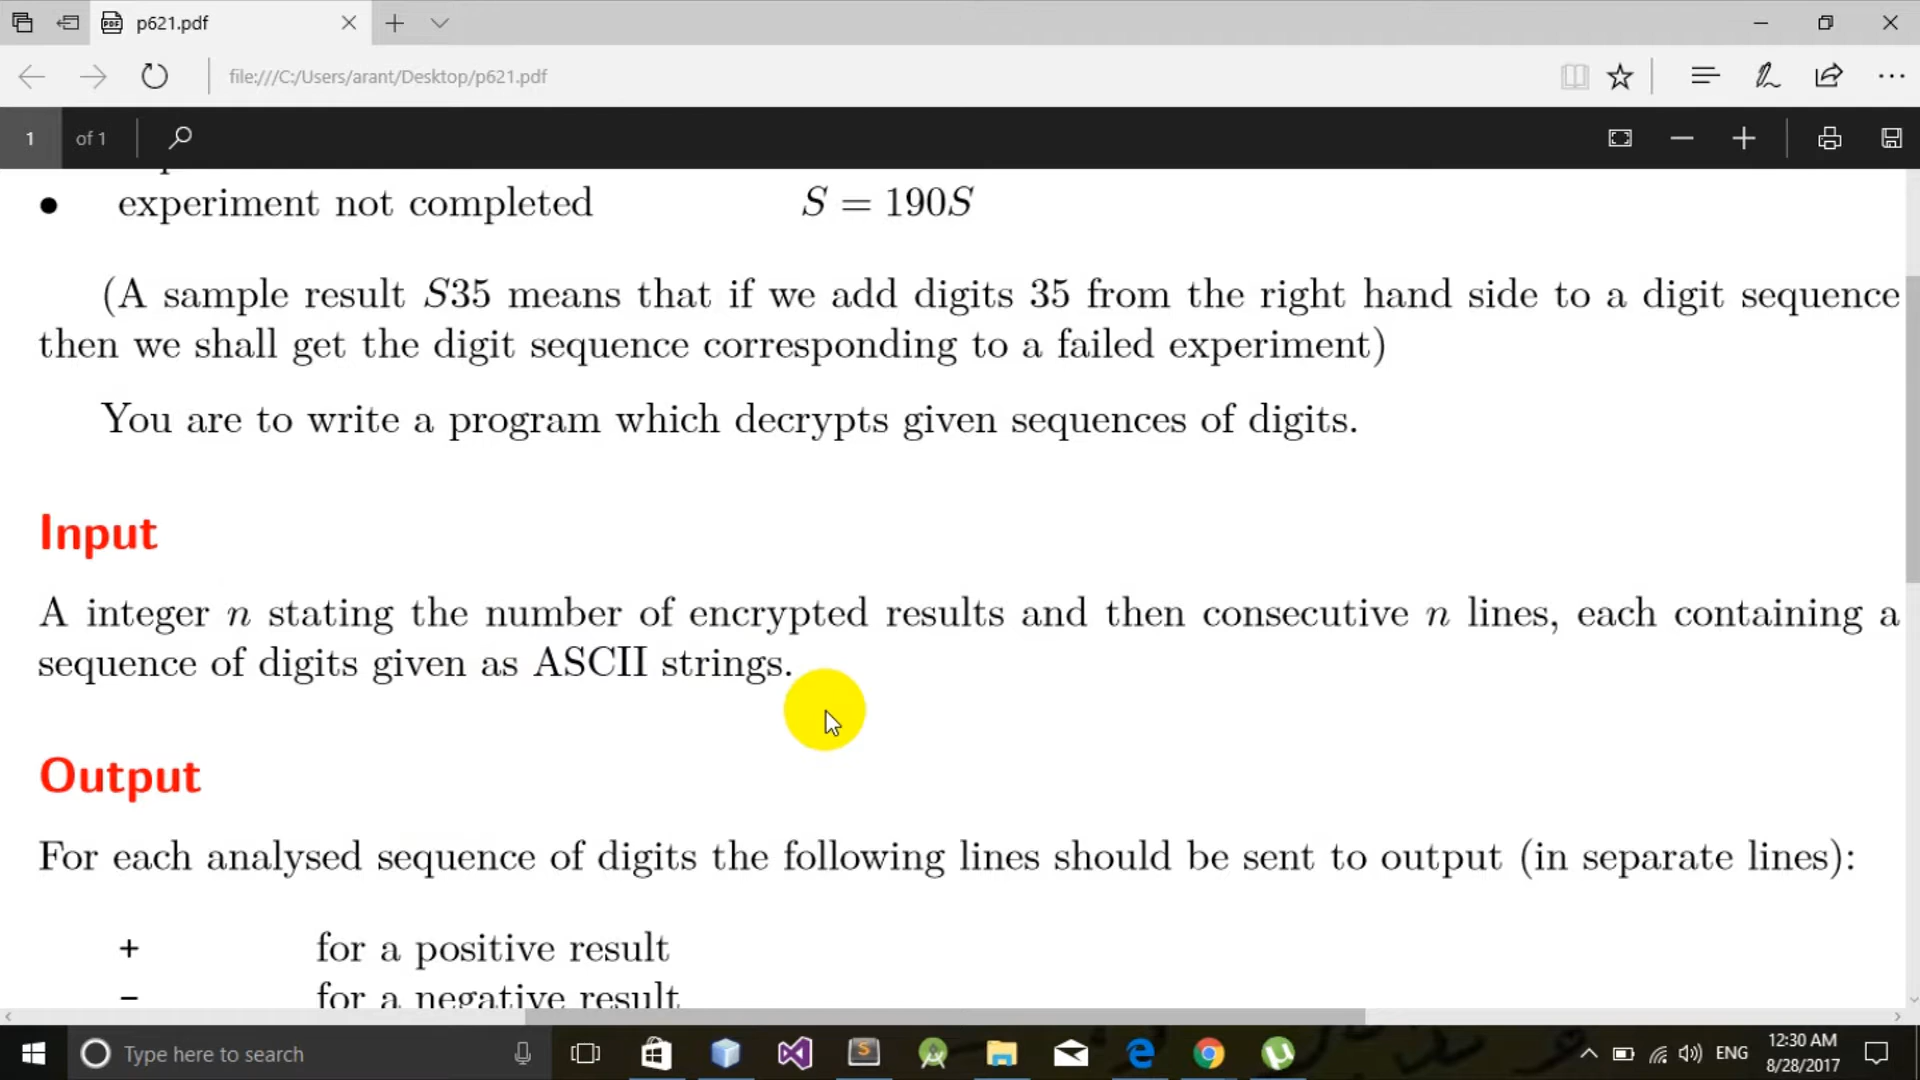 p621.pdf
file:///C:/Users/arant/Desktop/p621.pdf
1 of 1
• experiment not completed S = 190S
(A sample result S35 means that if we add digits 35 from the right hand side to a digit sequence
then we shall get the digit sequence corresponding to a failed experiment)
You are to write a program which decrypts given sequences of digits.
Input
A integer n stating the number of encrypted results and then consecutive n lines, each containing a
sequence of digits given as ASCII strings.
Output
For each analysed sequence of digits the following lines should be sent to output (in separate lines):
+ for a positive result
- for a negative result
Type here to search
ENG
12:30 AM
8/28/2017